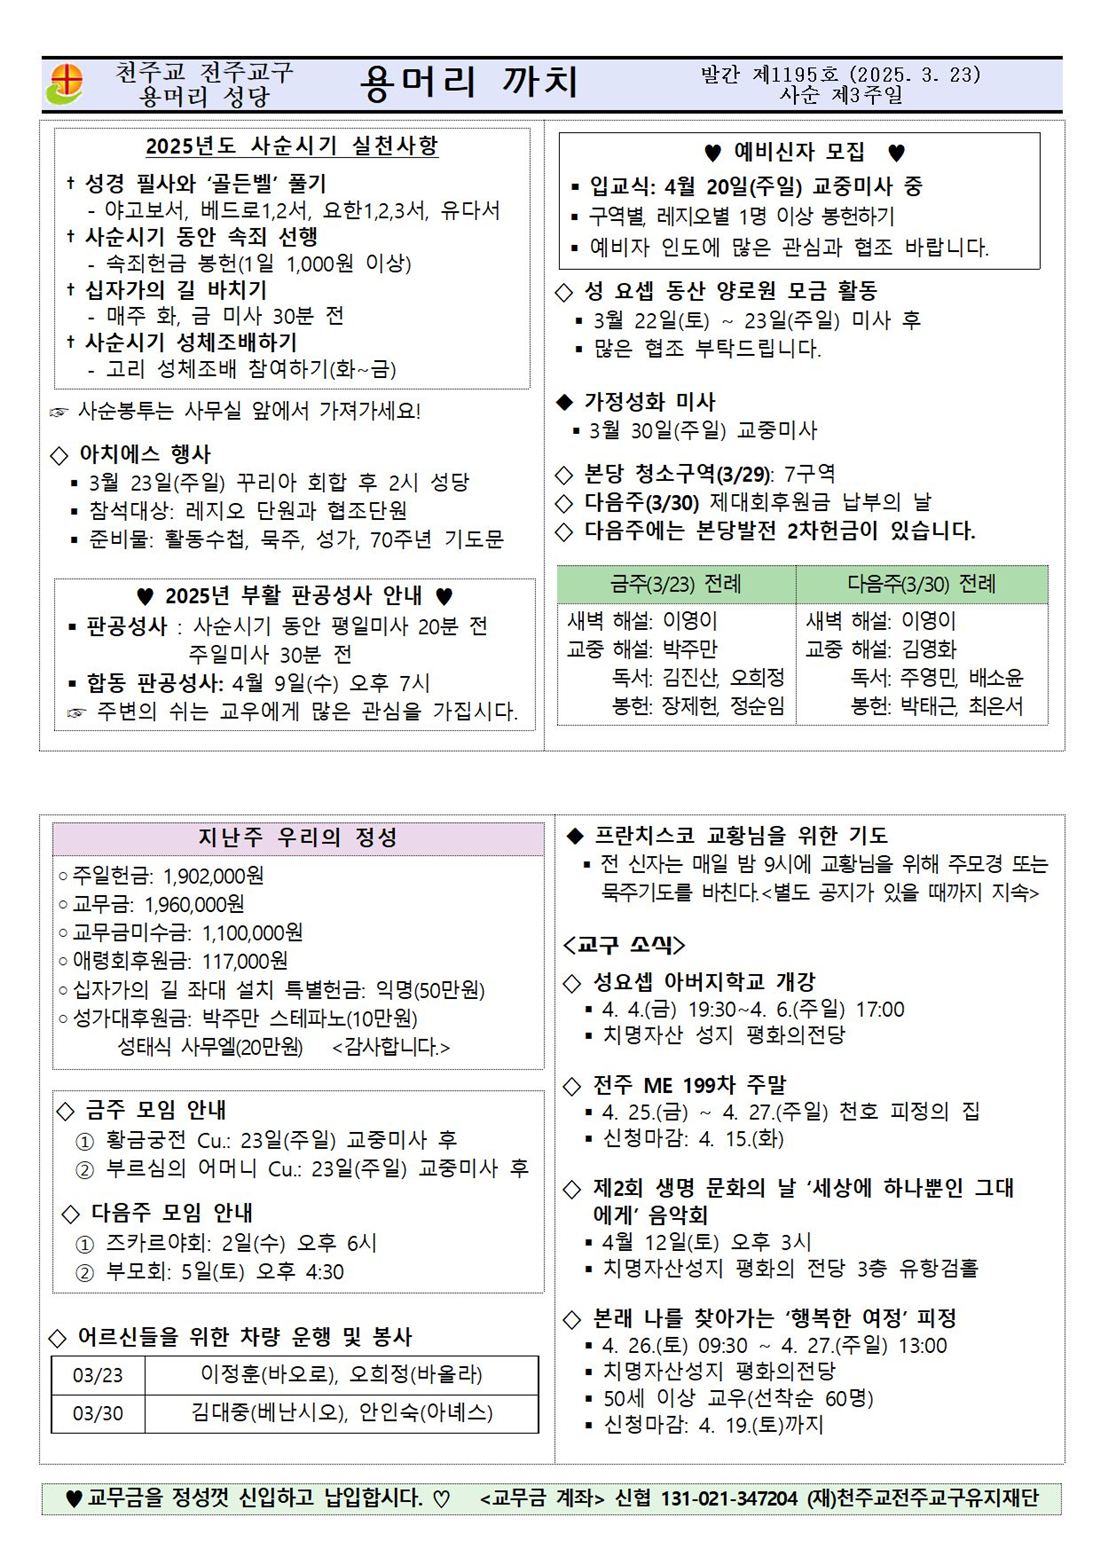 천주교 전주교구
용머리 성당
용머리 까치
발간 제1195호 (2025. 3. 23)
사순 제3주일
2025년도 사순시기 실천사항
† 성경 필사와 ‘골든벨’ 풀기
- 야고보서, 베드로1,2서, 요한1,2,3서, 유다서
† 사순시기 동안 속죄 선행
- 속죄헌금 봉헌(1일 1,000원 이상)
† 십자가의 길 바치기
- 매주 화, 금 미사 30분 전
† 사순시기 성체조배하기
- 고리 성체조배 참여하기(화~금)
☞ 사순봉투는 사무실 앞에서 가져가세요!
◇ 아치에스 행사
▪ 3월 23일(주일) 꾸리아 회합 후 2시 성당
▪ 참석대상: 레지오 단원과 협조단원
▪ 준비물: 활동수첩, 묵주, 성가, 70주년 기도문
♥ 2025년 부활 판공성사 안내 ♥
▪ 판공성사 : 사순시기 동안 평일미사 20분 전
주일미사 30분 전
▪ 합동 판공성사: 4월 9일(수) 오후 7시
☞ 주변의 쉬는 교우에게 많은 관심을 가집시다.
♥ 예비신자 모집 ♥
▪ 입교식: 4월 20일(주일) 교중미사 중
▪ 구역별, 레지오별 1명 이상 봉헌하기
▪ 예비자 인도에 많은 관심과 협조 바랍니다.
◇ 성 요셉 동산 양로원 모금 활동
▪ 3월 22일(토) ~ 23일(주일) 미사 후
▪ 많은 협조 부탁드립니다.
◆ 가정성화 미사
▪ 3월 30일(주일) 교중미사
◇ 본당 청소구역(3/29): 7구역
◇ 다음주(3/30) 제대회후원금 납부의 날
◇ 다음주에는 본당발전 2차헌금이 있습니다.
금주(3/23) 전례
새벽 해설: 이영이
교중 해설: 박주만
독서: 김진산, 오희정
봉헌: 장제헌, 정순임
다음주(3/30) 전례
새벽 해설: 이영이
교중 해설: 김영화
독서: 주영민, 배소윤
봉헌: 박태근, 최은서
지난주 우리의 정성
○ 주일헌금: 1,902,000원
○ 교무금: 1,960,000원
○ 교무금미수금: 1,100,000원
○ 애령회후원금: 117,000원
○ 십자가의 길 좌대 설치 특별헌금: 익명(50만원)
○ 성가대후원금: 박주만 스테파노(10만원)
성태식 사무엘(20만원) <감사합니다.>
◇ 금주 모임 안내
① 황금궁전 Cu.: 23일(주일) 교중미사 후
② 부르심의 어머니 Cu.: 23일(주일) 교중미사 후
◇ 다음주 모임 안내
① 즈카르야회: 2일(수) 오후 6시
② 부모회: 5일(토) 오후 4:30
◇ 어르신들을 위한 차량 운행 및 봉사
03/23 이정훈(바오로), 오희정(바올라)
03/30 김대중(베난시오), 안인숙(아녜스)
◆ 프란치스코 교황님을 위한 기도
▪ 전 신자는 매일 밤 9시에 교황님을 위해 주모경 또는
묵주기도를 바친다.<별도 공지가 있을 때까지 지속>
<교구 소식>
◇ 성요셉 아버지학교 개강
▪ 4. 4.(금) 19:30~4. 6.(주일) 17:00
▪ 치명자산 성지 평화의전당
◇ 전주 ME 199차 주말
▪ 4. 25.(금) ~ 4. 27.(주일) 천호 피정의 집
▪ 신청마감: 4. 15.(화)
◇ 제2회 생명 문화의 날 ‘세상에 하나뿐인 그대
에게’ 음악회
▪ 4월 12일(토) 오후 3시
▪ 치명자산성지 평화의 전당 3층 유항검홀
◇ 본래 나를 찾아가는 ‘행복한 여정’ 피정
▪ 4. 26.(토) 09:30 ~ 4. 27.(주일) 13:00
▪ 치명자산성지 평화의전당
▪ 50세 이상 교우(선착순 60명)
▪ 신청마감: 4. 19.(토)까지
♥ 교무금을 정성껏 신입하고 납입합시다. ♡ <교무금 계좌> 신협 131-021-347204 (재)천주교전주교구유지재단